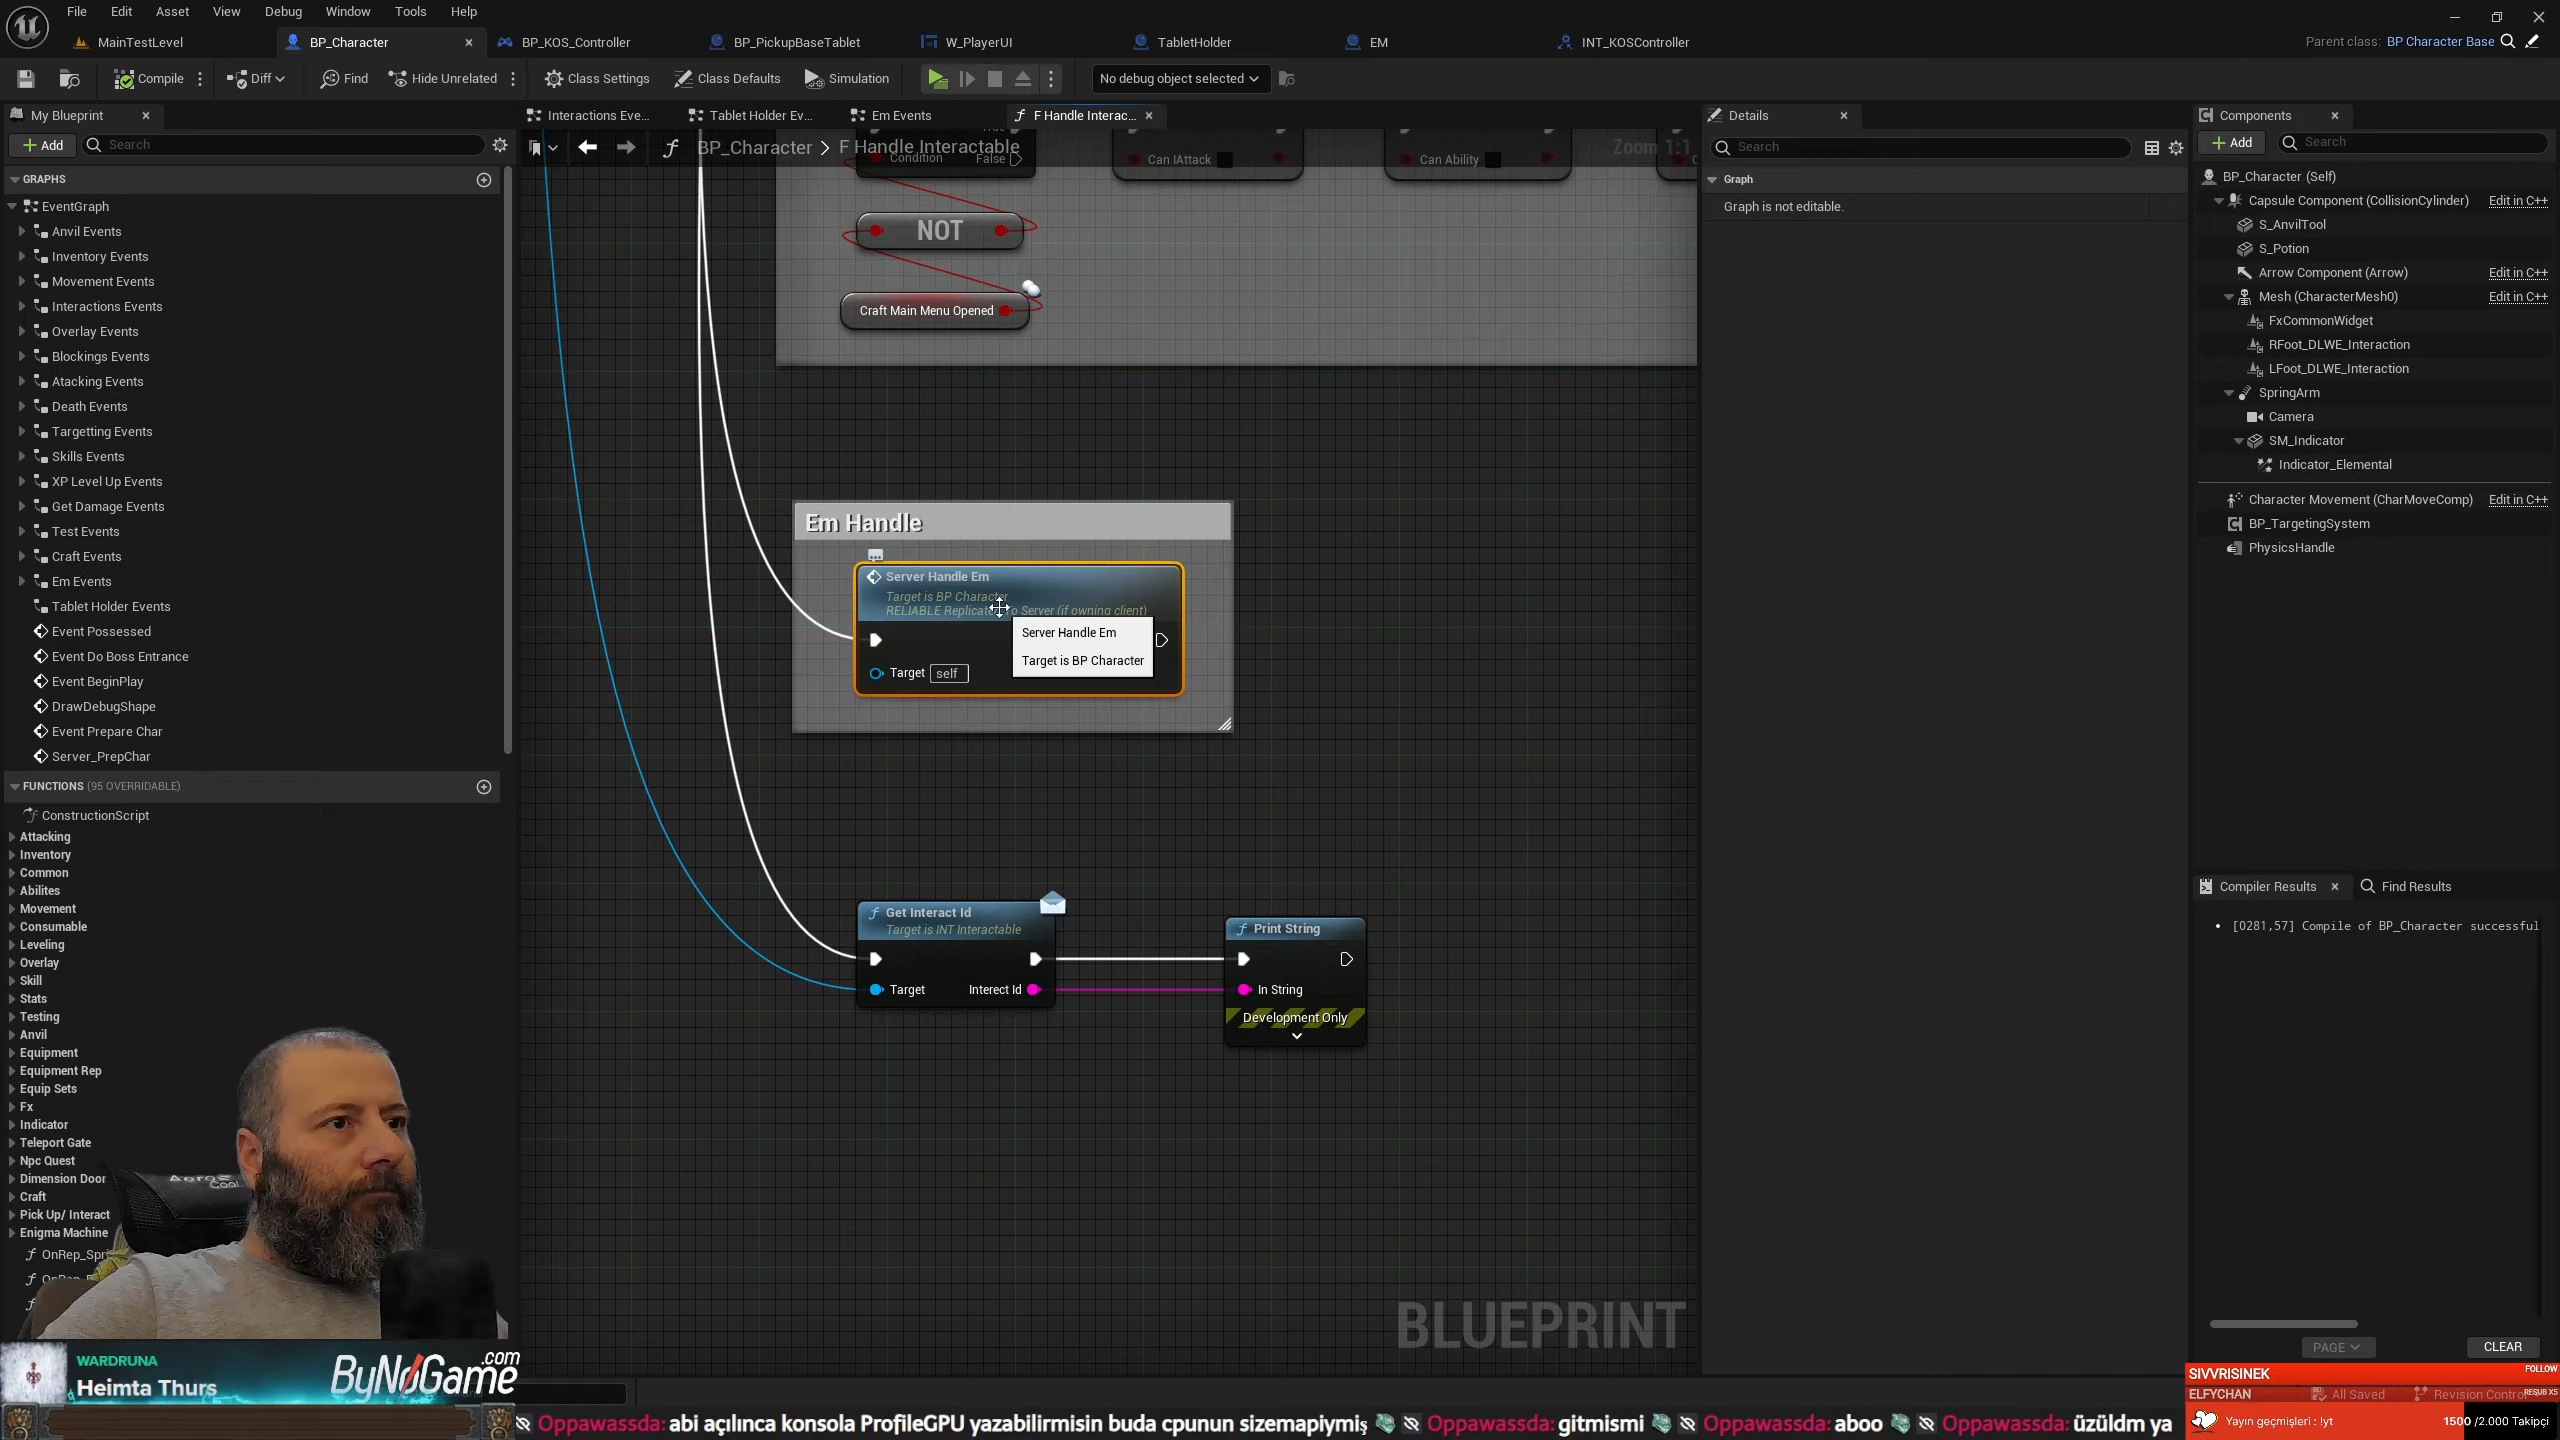 File Edit Asset View Debug Window Tools Help
MainTestLevel BP_Character BP_KOS_Controller BP_PickupBaseTablet W_PlayerUI TabletHolder EM INT_KOSController
Parent class: BP Character Base
Compile Diff Find Hide Unrelated Class Settings Class Defaults Simulation No debug object selected
My Blueprint
Add Search
GRAPHS
EventGraph
Anvil Events
Inventory Events
Movement Events
Interactions Events
Overlay Events
Blockings Events
Atacking Events
Death Events
Targetting Events
Skills Events
XP Level Up Events
Get Damage Events
Test Events
Craft Events
Em Events
Tablet Holder Events
Event Possessed
Event Do Boss Entrance
Event BeginPlay
DrawDebugShape
Event Prepare Char
Server_PrepChar
FUNCTIONS (95 OVERRIDABLE)
ConstructionScript
Attacking
Inventory
Common
Abilites
Movement
Consumable
Leveling
Overlay
Skill
Stats
Testing
Anvil
Equipment
Equipment Rep
Equip Sets
Fx
Indicator
Teleport Gate
Npc Quest
Dimension Door
Craft
Pick Up/ Interact
Enigma Machine
OnRep_Spri
Interactions Eve... Tablet Holder Ev... Em Events F Handle Interac...
BP_Character > F Handle Interactable
Zoom 1:1
Condition False
Can IAttack
Can Ability
NOT
Craft Main Menu Opened
Em Handle
Server Handle Em
Target is BP Character
RELIABLE Replicated To Server (if owning client)
Target self
Server Handle Em
Target is BP Character
Get Interact Id
Target is INT Interactable
Target Interect Id
Print String
In String
Development Only
BLUEPRINT
Details
Search
Graph
Graph is not editable.
Components
Add Search
BP_Character (Self)
Capsule Component (CollisionCylinder) Edit in C++
S_AnvilTool
S_Potion
Arrow Component (Arrow) Edit in C++
Mesh (CharacterMesh0) Edit in C++
FxCommonWidget
RFoot_DLWE_Interaction
LFoot_DLWE_Interaction
SpringArm
Camera
SM_Indicator
Indicator_Elemental
Character Movement (CharMoveComp) Edit in C++
BP_TargetingSystem
PhysicsHandle
Compiler Results Find Results
[0281,57] Compile of BP_Character successful
PAGE CLEAR
WARDRUNA
Heimta Thurs
ByNoGame.com
SIVVRISINEK FOLLOW
ELFYCHAN All Saved Revision Control RESUB X5
Yayın geçmişleri : !yt 1500 /2.000 Takipçi
Oppawassda: abi açılınca konsola ProfileGPU yazabilirmisin buda cpunun sizemapiymiş Oppawassda: gitmismi Oppawassda: aboo Oppawassda: üzüldm ya